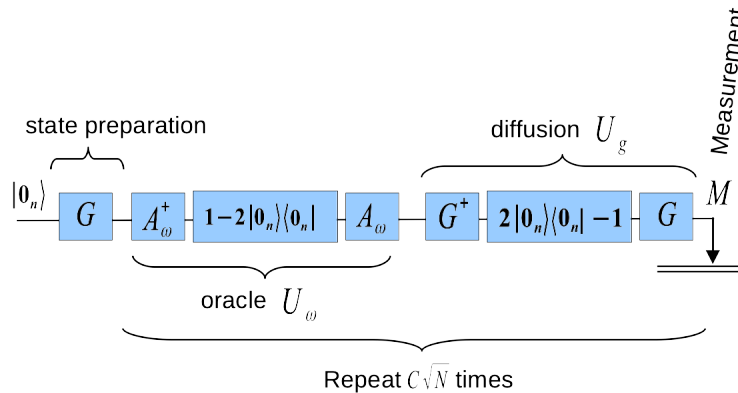 Measurement
state preparation
diffusion U_g
|0_n⟩ G A_ω^+ 1−2|0_n⟩⟨0_n| A_ω G^+ 2|0_n⟩⟨0_n|−1 G M
oracle U_ω
Repeat C√N times